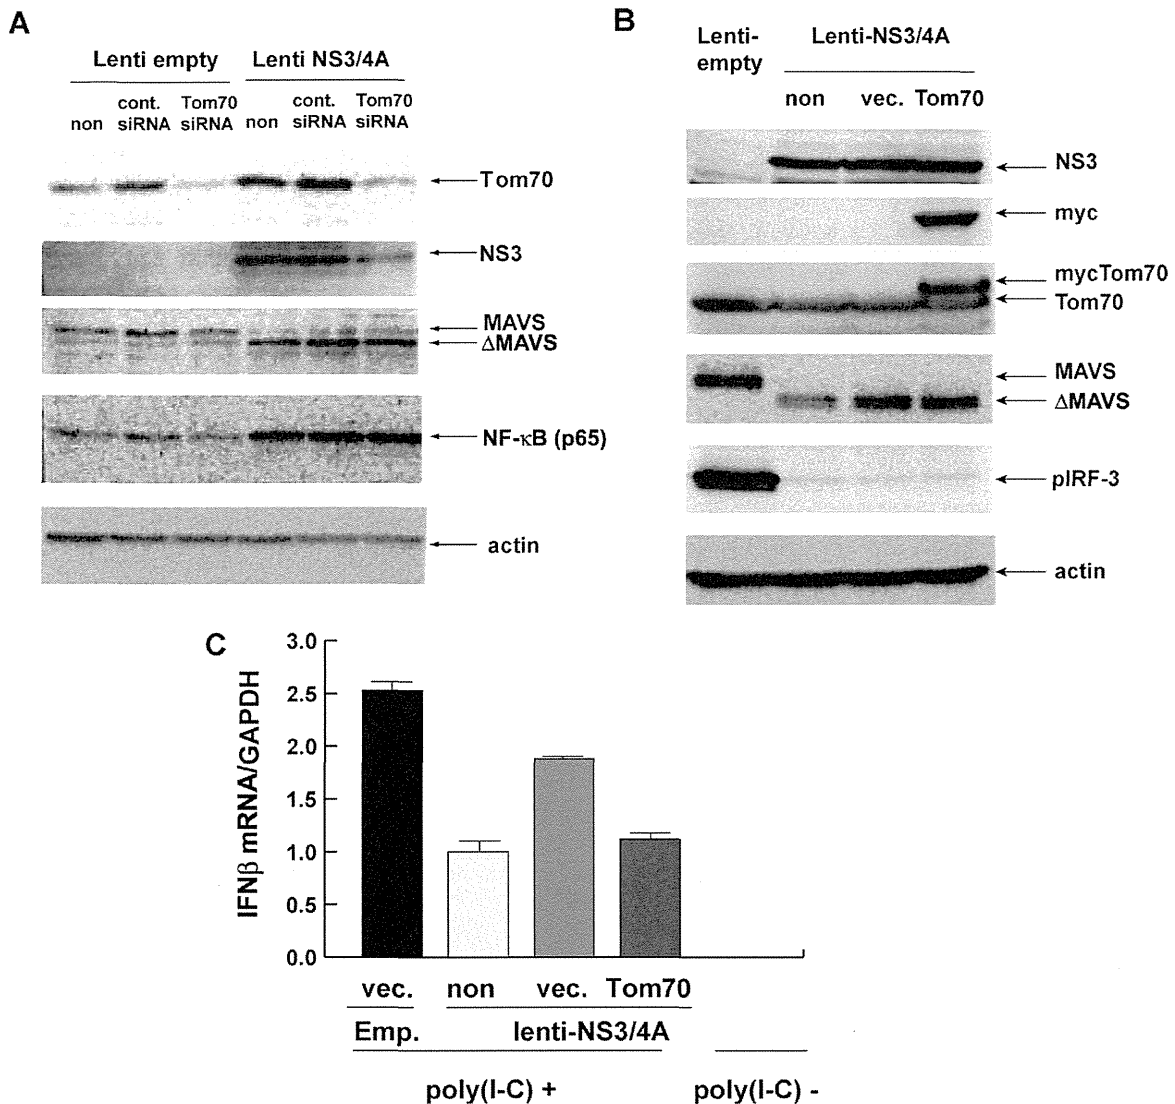 A
Lenti empty
Lenti NS3/4A
non
cont. siRNA
Tom70 siRNA
non
cont. siRNA
Tom70 siRNA
Tom70
NS3
MAVS
ΔMAVS
NF-κB (p65)
actin
B
Lenti-empty
Lenti-NS3/4A
non vec. Tom70
NS3
myc
mycTom70
Tom70
MAVS
ΔMAVS
pIRF-3
actin
C
IFNβ mRNA/GAPDH
3.0
2.5
2.0
1.5
1.0
0.5
0.0
vec. non vec. Tom70
Emp. lenti-NS3/4A
poly(I-C) + poly(I-C) -